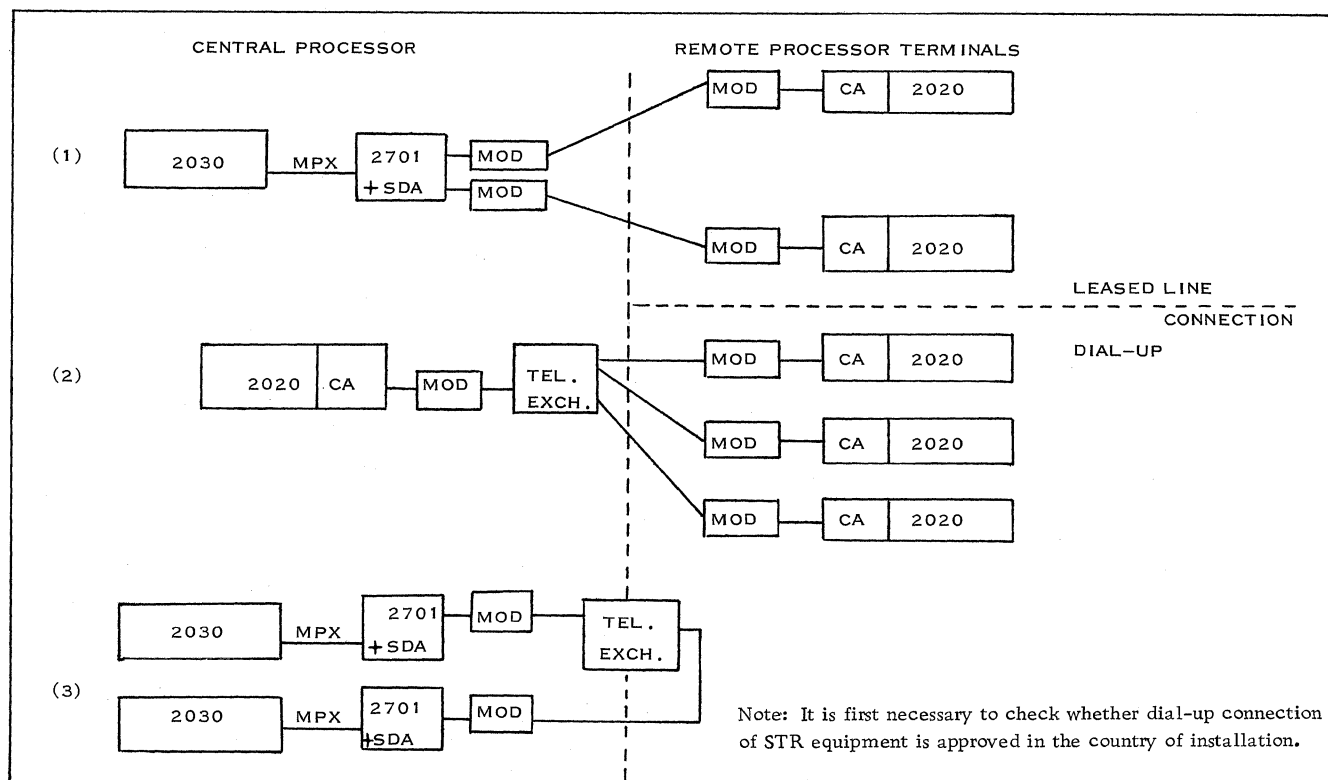 CENTRAL PROCESSOR
REMOTE PROCESSOR TERMINALS
(1)
2030
MPX
2701
+SDA
MOD
MOD
MOD
CA
2020
MOD
CA
2020
LEASED LINE
CONNECTION
DIAL-UP
(2)
2020
CA
MOD
TEL.
EXCH.
MOD
CA
2020
MOD
CA
2020
MOD
CA
2020
(3)
2030
MPX
2701
+SDA
MOD
TEL.
EXCH.
2030
MPX
2701
+SDA
MOD
Note: It is first necessary to check whether dial-up connection
of STR equipment is approved in the country of installation.